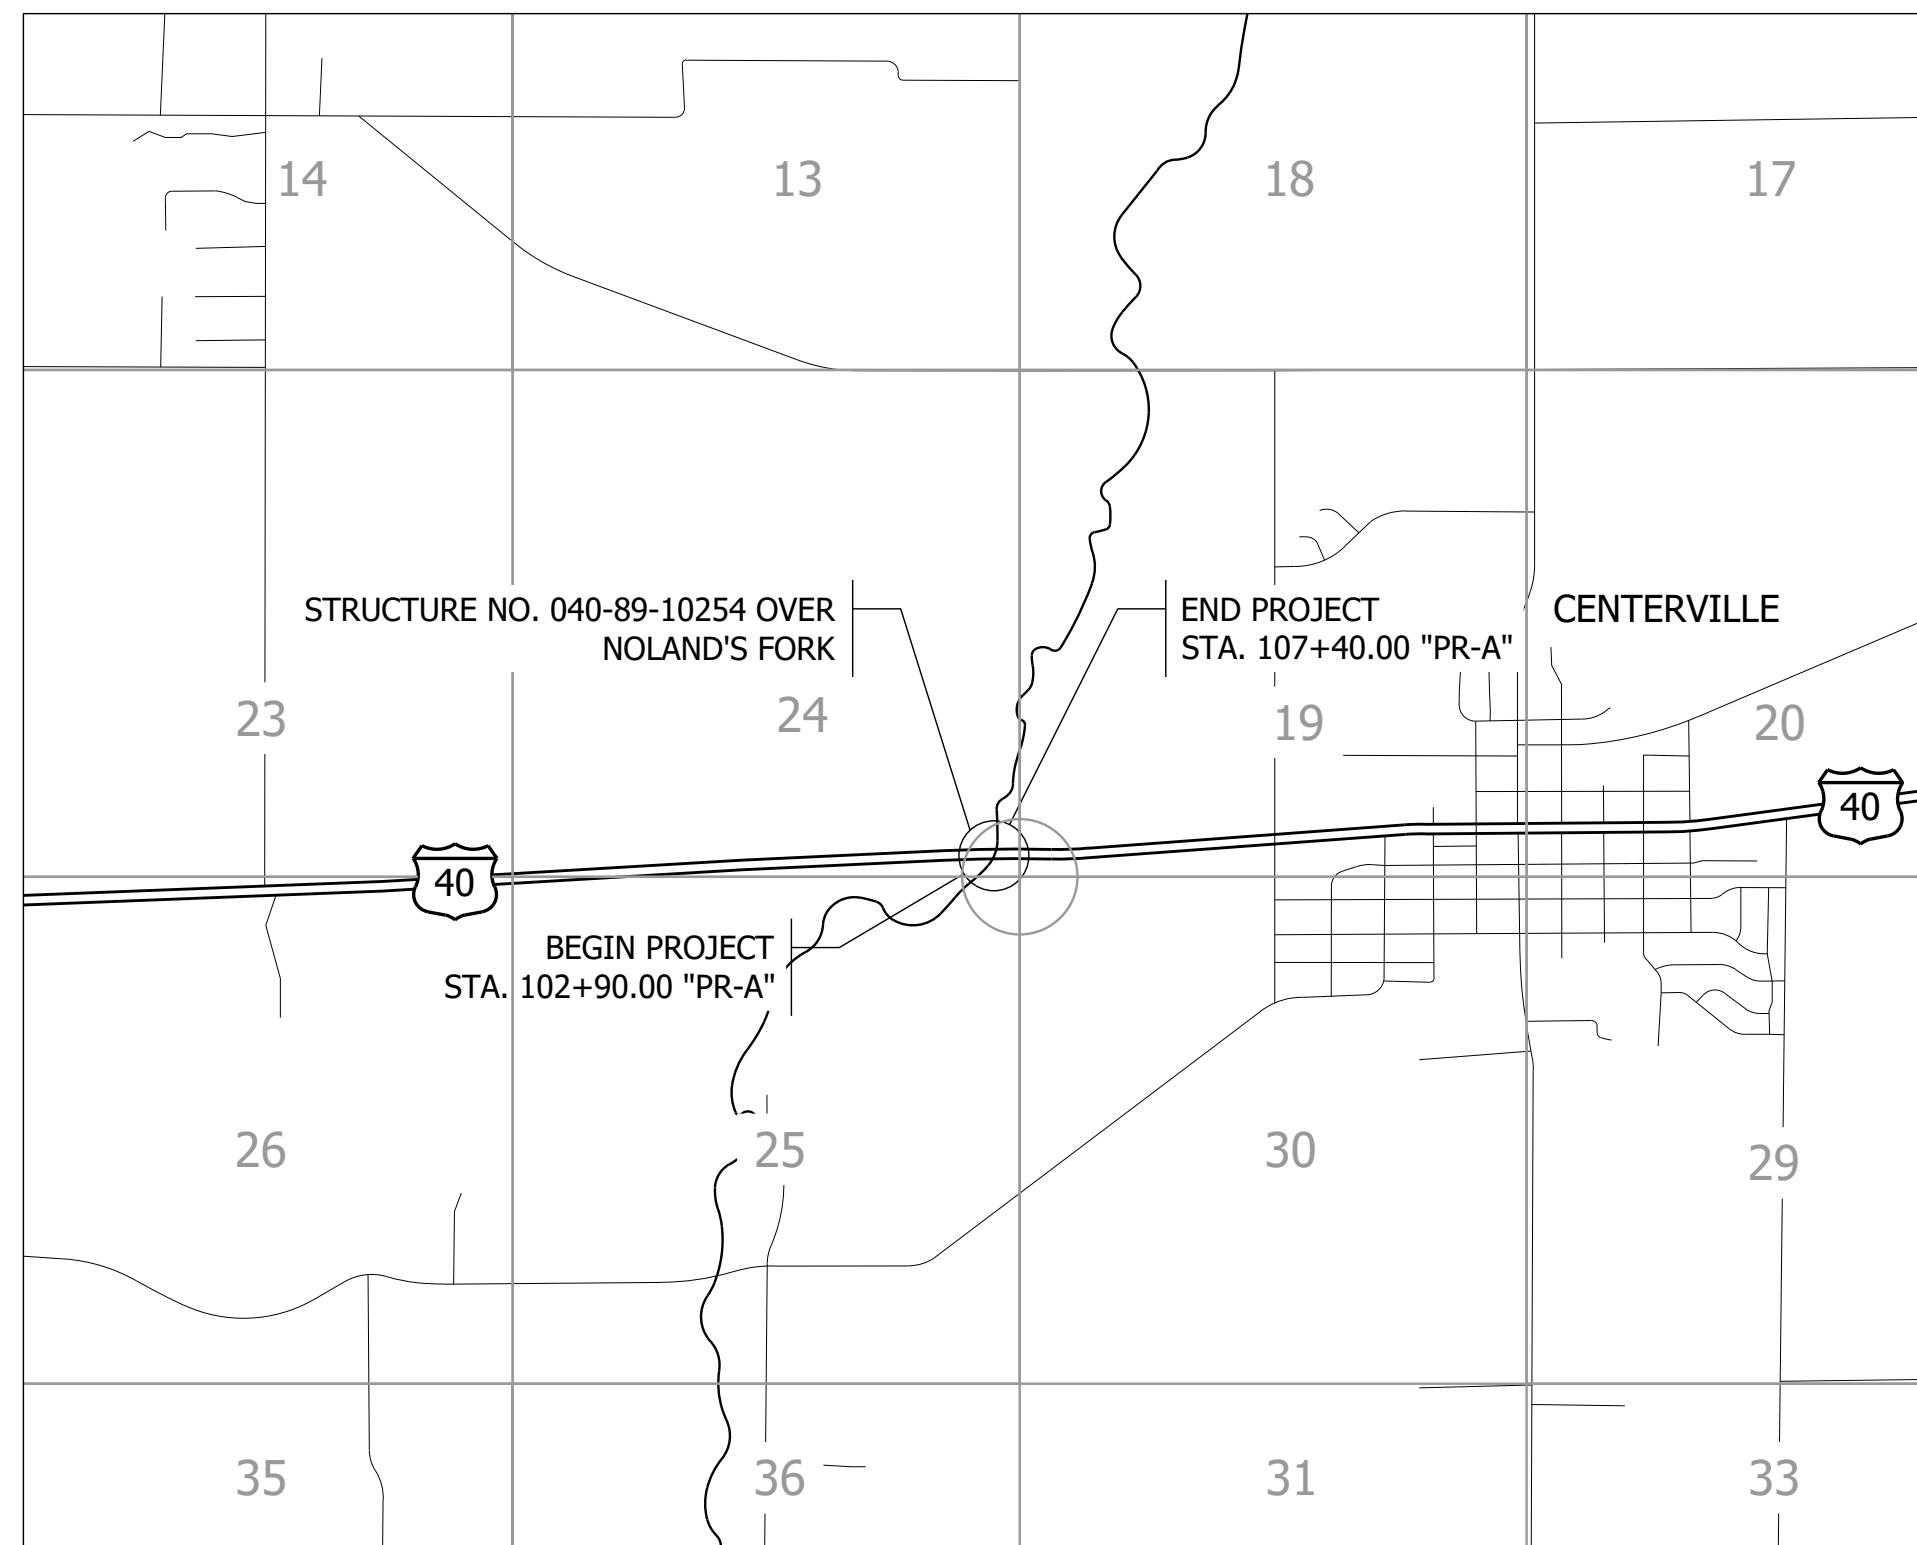 14
13
18
17
STRUCTURE NO. 040-89-10254 OVER
NOLAND'S FORK
END PROJECT
STA. 107+40.00 "PR-A"
CENTERVILLE
23
24
19
20
40
40
BEGIN PROJECT
STA. 102+90.00 "PR-A"
26
25
30
29
35
36
31
33